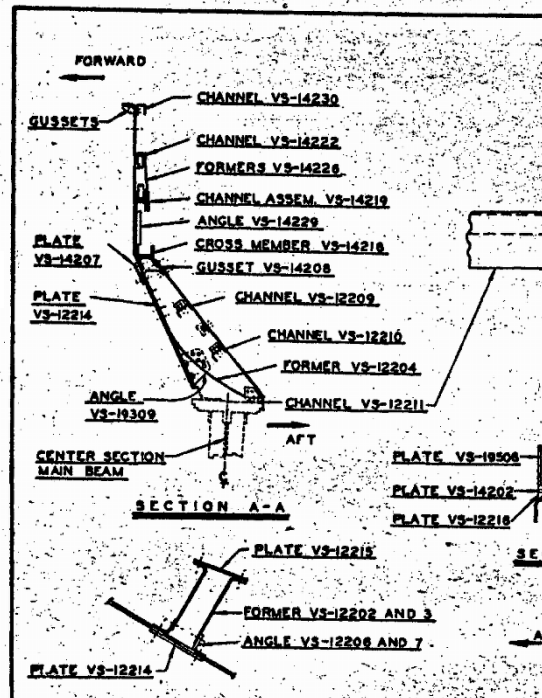 FORWARD
GUSSETS
CHANNEL VS-14230
CHANNEL VS-14222
FORMERS VS-14226
CHANNEL ASSEM. VS-14219
ANGLE VS-14229
PLATE
VS-14207
CROSS MEMBER VS-14218
GUSSET VS-14208
PLATE
VS-12214
CHANNEL VS-12209
CHANNEL VS-12210
FORMER VS-12204
ANGLE
VS-19309
CHANNEL VS-12211
AFT
CENTER SECTION
MAIN BEAM
SECTION A-A
PLATE VS-19506
PLATE VS-14202
PLATE VS-12218
SE
PLATE VS-12215
FORMER VS-12202 AND 3
ANGLE VS-12206 AND 7
PLATE VS-12214
A